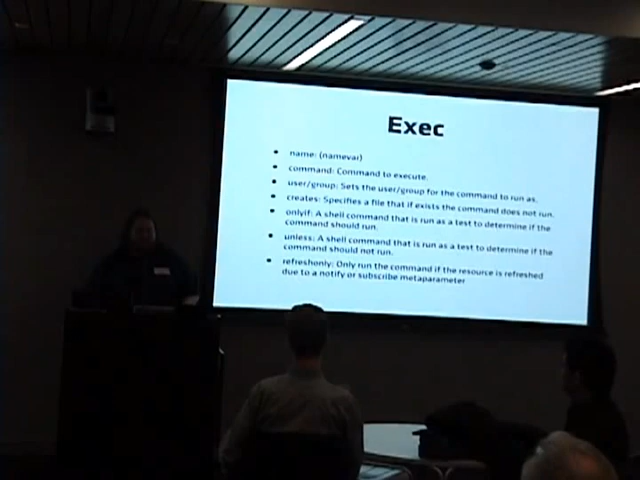 Exec
• name: (namevar)
• command: Command to execute.
• user/group: Sets the user/group for the command to run as.
• creates: Specifies a file that if exists the command does not run.
• onlyif: A shell command that is run as a test to determine if the
command should run.
• unless: A shell command that is run as a test to determine if the
command should not run.
• refreshonly: Only run the command if the resource is refreshed
due to a notify or subscribe metaparameter